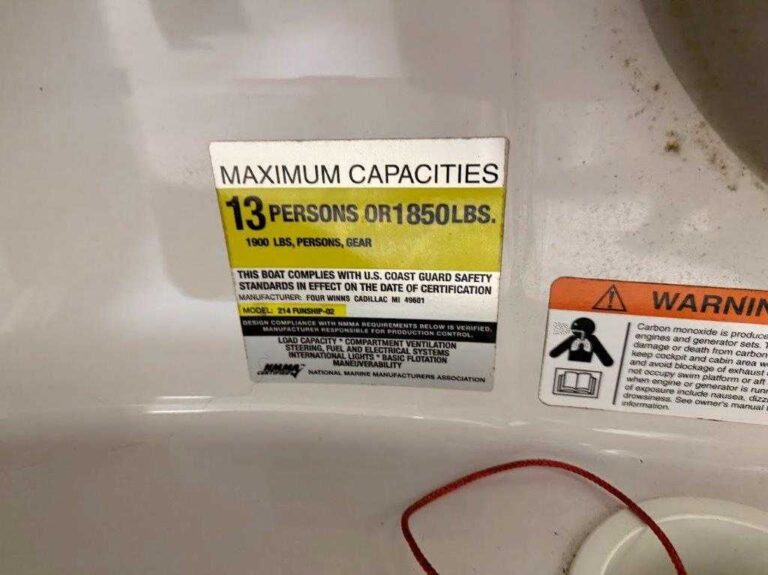 MAXIMUM CAPACITIES
13 PERSONS OR 1850 LBS.
1900 LBS, PERSONS, GEAR
THIS BOAT COMPLIES WITH U.S. COAST GUARD SAFETY
STANDARDS IN EFFECT ON THE DATE OF CERTIFICATION
MANUFACTURER: FOUR WINNS CADILLAC MI 49601
MODEL: 214 FUNSHIP-02
DESIGN COMPLIANCE WITH NMMA REQUIREMENTS BELOW IS VERIFIED.
MANUFACTURER RESPONSIBLE FOR PRODUCTION CONTROL.
LOAD CAPACITY * COMPARTMENT VENTILATION
STEERING, FUEL AND ELECTRICAL SYSTEMS
INTERNATIONAL LIGHTS * BASIC FLOTATION
MANEUVERABILITY
NMMA
CERTIFIED
NATIONAL MARINE MANUFACTURERS ASSOCIATION
WARNIN
Carbon monoxide is produce
engines and generator sets.
damage or death from carbon
keep cockpit and cabin area
and avoid blockage of exhaust
not occupy swim platform or aft
when engine or generator is runn
of exposure include nausea, dizz
drowsiness. See owner's manual
information.